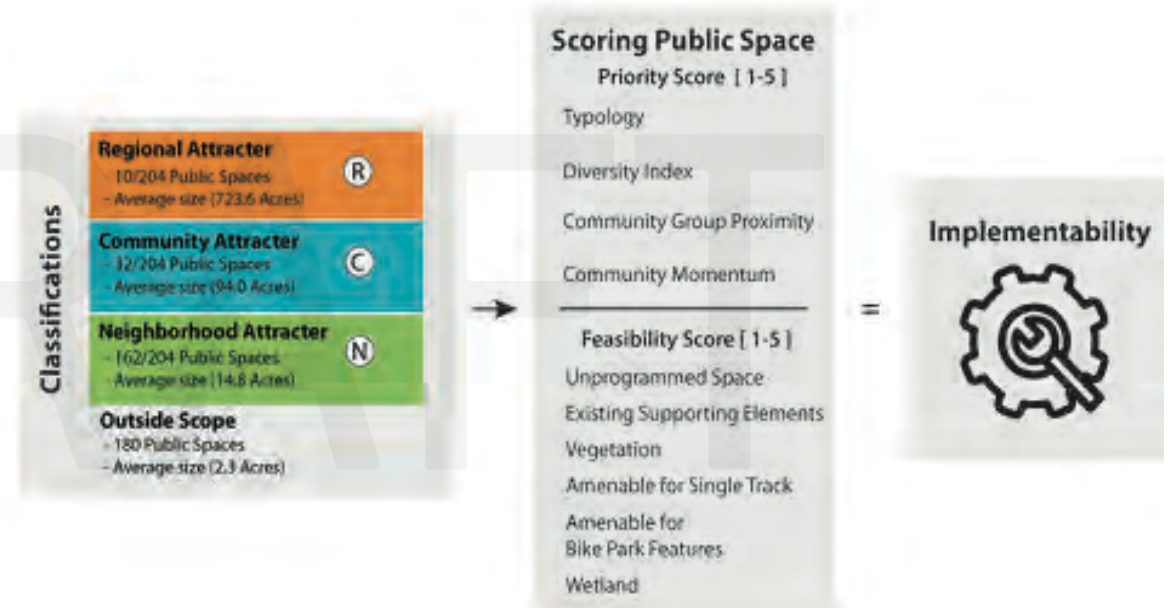 Classifications
Regional Attracter
- 10/204 Public Spaces
- Average size (723.6 Acres)
R
Community Attracter
- 32/204 Public Spaces
- Average size (94.0 Acres)
C
Neighborhood Attracter
- 162/204 Public Spaces
- Average size (14.8 Acres)
N
Outside Scope
- 180 Public Spaces
- Average size (2.3 Acres)
Scoring Public Space
Priority Score [ 1-5 ]
Typology
Diversity Index
Community Group Proximity
Community Momentum
Feasibility Score [ 1-5 ]
Unprogrammed Space
Existing Supporting Elements
Vegetation
Amenable for Single Track
Amenable for
Bike Park Features
Wetland
=
Implementability